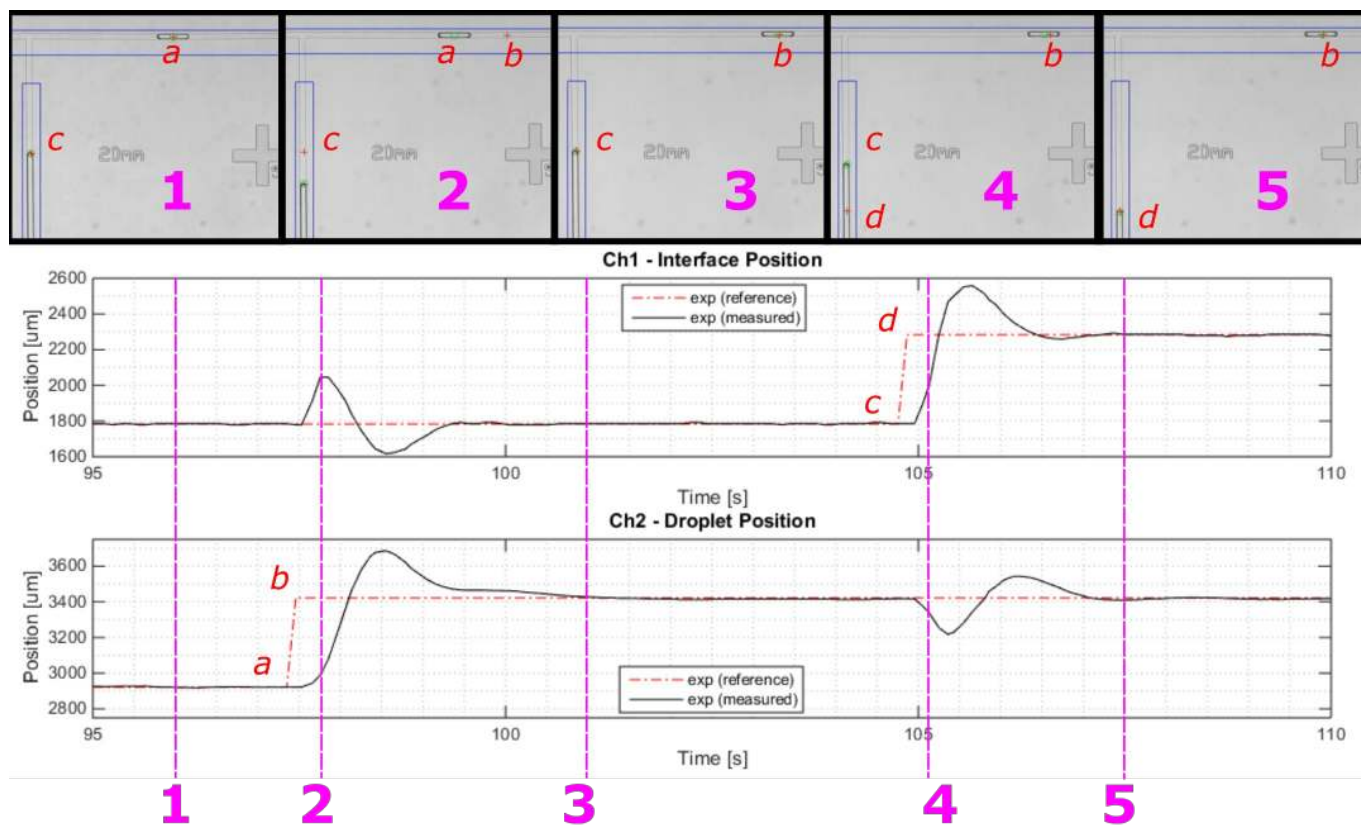 a
a
b
b
b
b
c
c
c
c
20mm
20mm
20mm
20mm
20mm
d
d
1
2
3
4
5
Ch1 - Interface Position
Position [um]
2600
2400
2200
2000
1800
1600
exp (reference)
exp (measured)
d
c
95
100
105
110
Time [s]
Ch2 - Droplet Position
Position [um]
3600
3400
3200
3000
2800
b
a
exp (reference)
exp (measured)
95
100
105
110
Time [s]
1
2
3
4
5